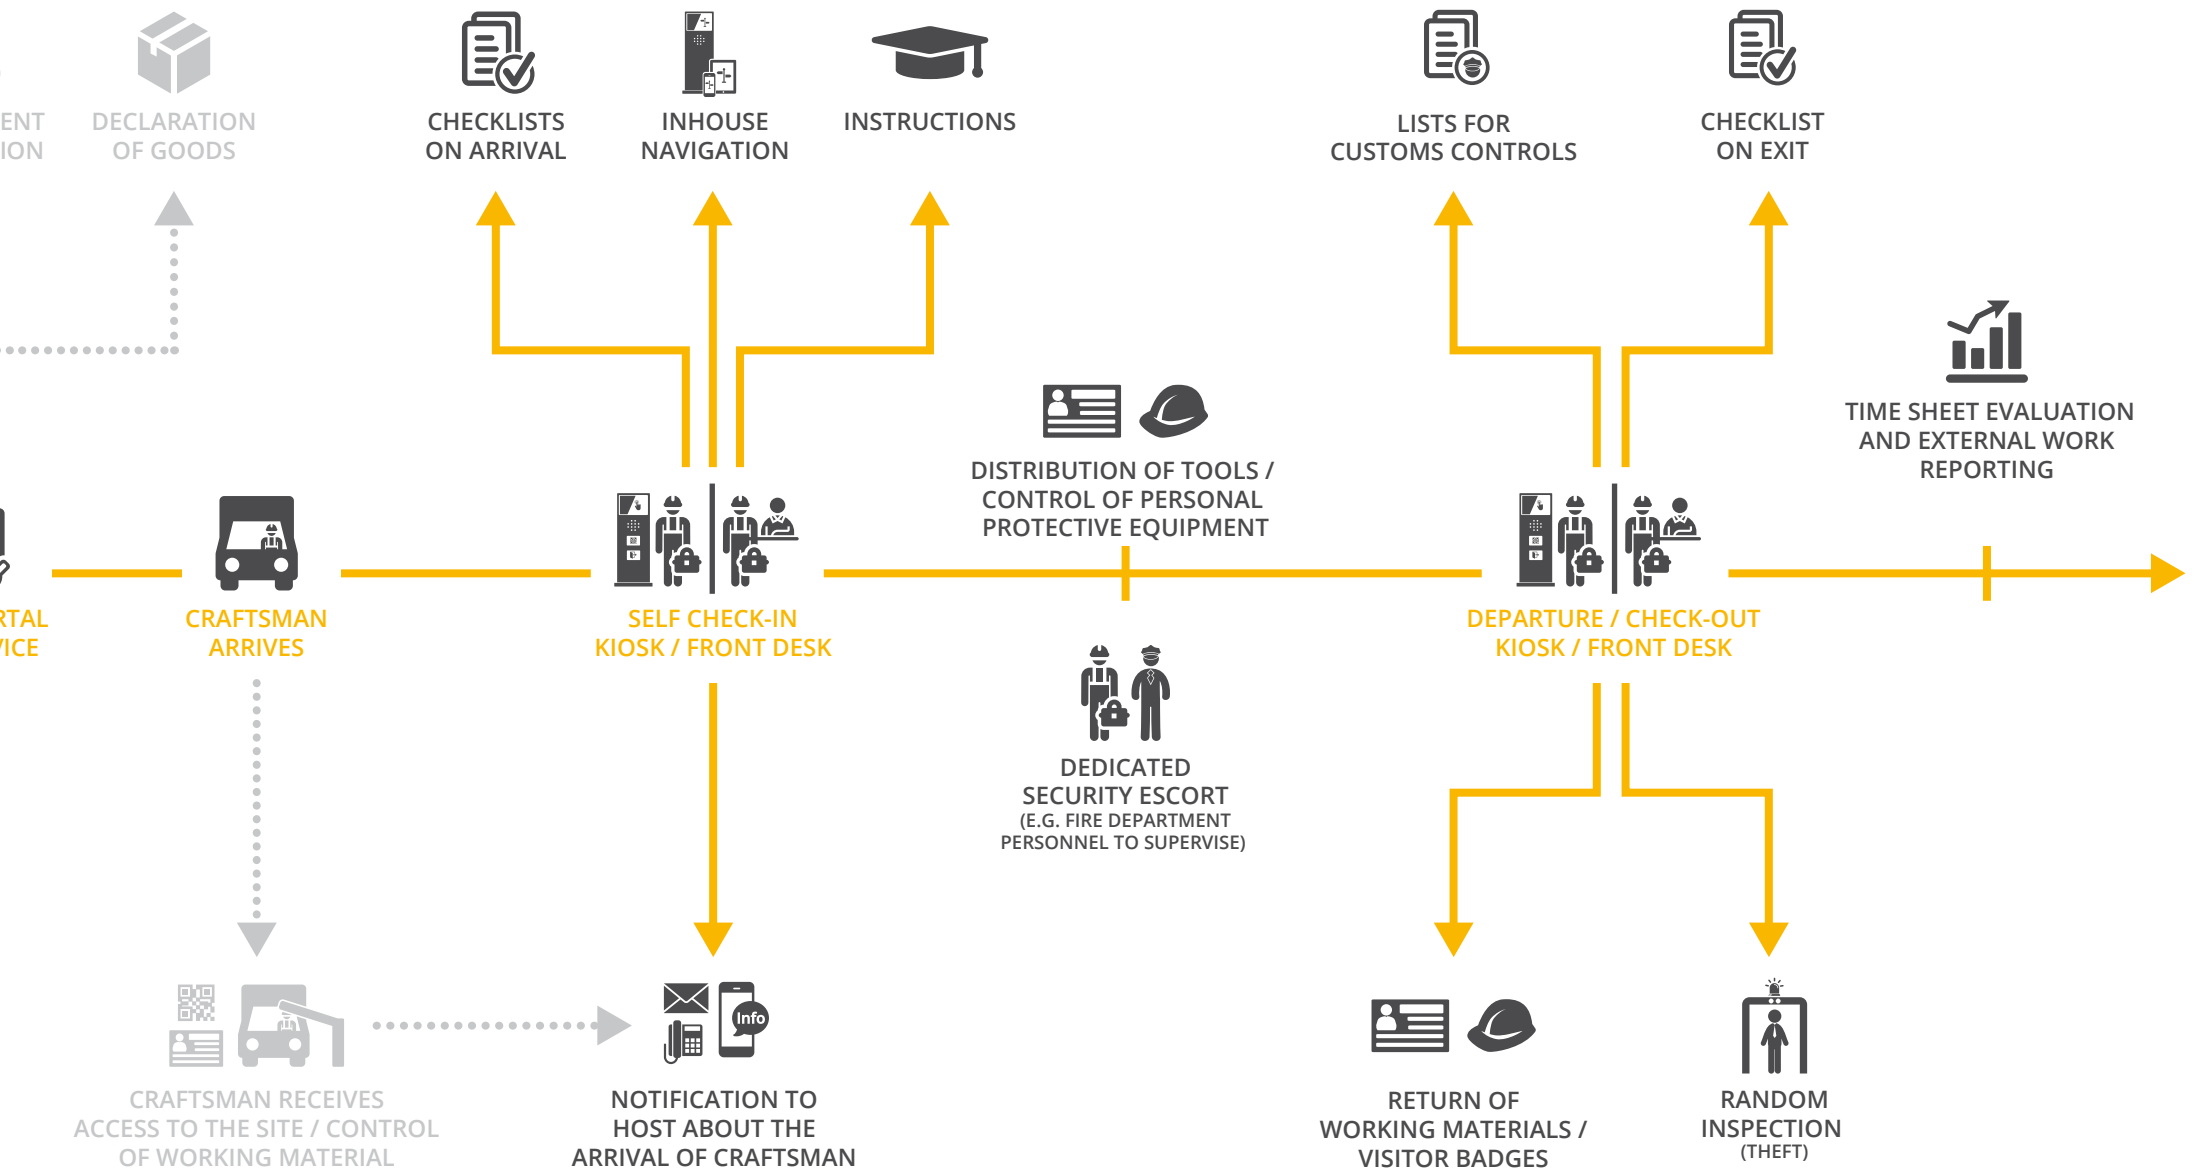 DECLARATION
OF GOODS
CHECKLISTS
ON ARRIVAL
INHOUSE
NAVIGATION
INSTRUCTIONS
LISTS FOR
CUSTOMS CONTROLS
CHECKLIST
ON EXIT
TIME SHEET EVALUATION
AND EXTERNAL WORK
REPORTING
DISTRIBUTION OF TOOLS /
CONTROL OF PERSONAL
PROTECTIVE EQUIPMENT
CRAFTSMAN
ARRIVES
SELF CHECK-IN
KIOSK / FRONT DESK
DEPARTURE / CHECK-OUT
KIOSK / FRONT DESK
DEDICATED
SECURITY ESCORT
(E.G. FIRE DEPARTMENT
PERSONNEL TO SUPERVISE)
Info
CRAFTSMAN RECEIVES
ACCESS TO THE SITE / CONTROL
OF WORKING MATERIAL
NOTIFICATION TO
HOST ABOUT THE
ARRIVAL OF CRAFTSMAN
RETURN OF
WORKING MATERIALS /
VISITOR BADGES
RANDOM
INSPECTION
(THEFT)